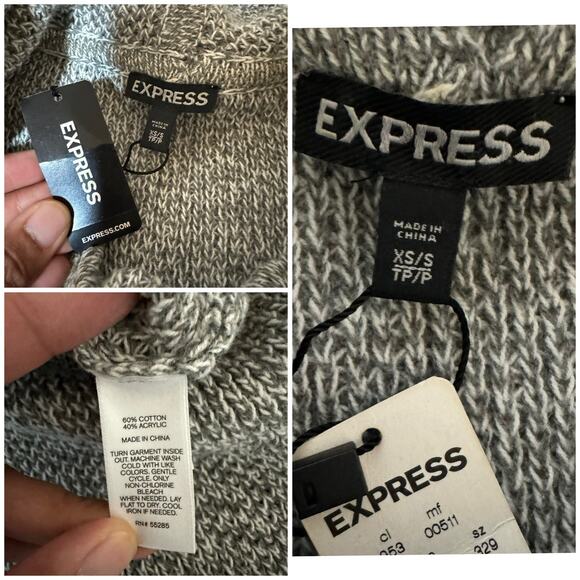 EXPRESS
MADE IN
CHINA
XS/S
TP/P
EXPRESS
EXPRESS.COM
60% COTTON
40% ACRYLIC
MADE IN CHINA
TURN GARMENT INSIDE
OUT. MACHINE WASH
COLD WITH LIKE
COLORS. GENTLE
CYCLE. ONLY
NON-CHLORINE
BLEACH
WHEN NEEDED. LAY
FLAT TO DRY. COOL
IRON IF NEEDED.
RN# 55285
EXPRESS
MADE IN
CHINA
XS/S
TP/P
EXPRESS
cl mf
053 00511
sz
329